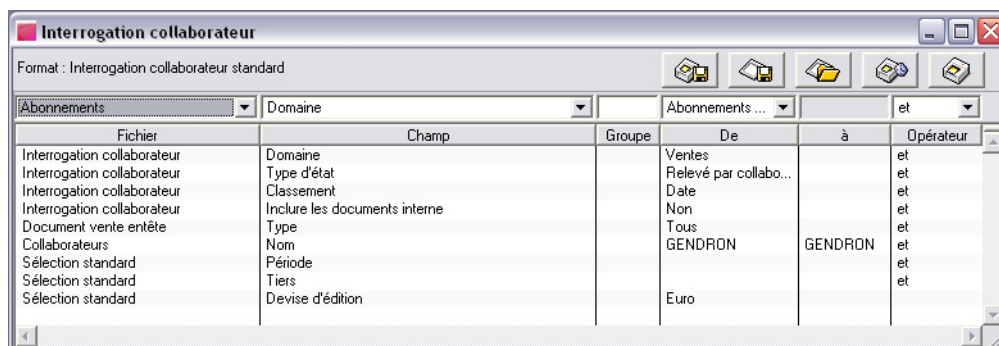 Interrogation collaborateur
Format : Interrogation collaborateur standard
Abonnements Domaine Abonnements ... et
Fichier Champ Groupe De à Opérateur
Interrogation collaborateur Domaine Ventes et
Interrogation collaborateur Type d'état Relevé par collabo... et
Interrogation collaborateur Classement Date et
Interrogation collaborateur Inclure les documents interne Non et
Document vente entête Type Tous et
Collaborateurs Nom GENDRON GENDRON et
Sélection standard Période et
Sélection standard Tiers et
Sélection standard Devise d'édition Euro